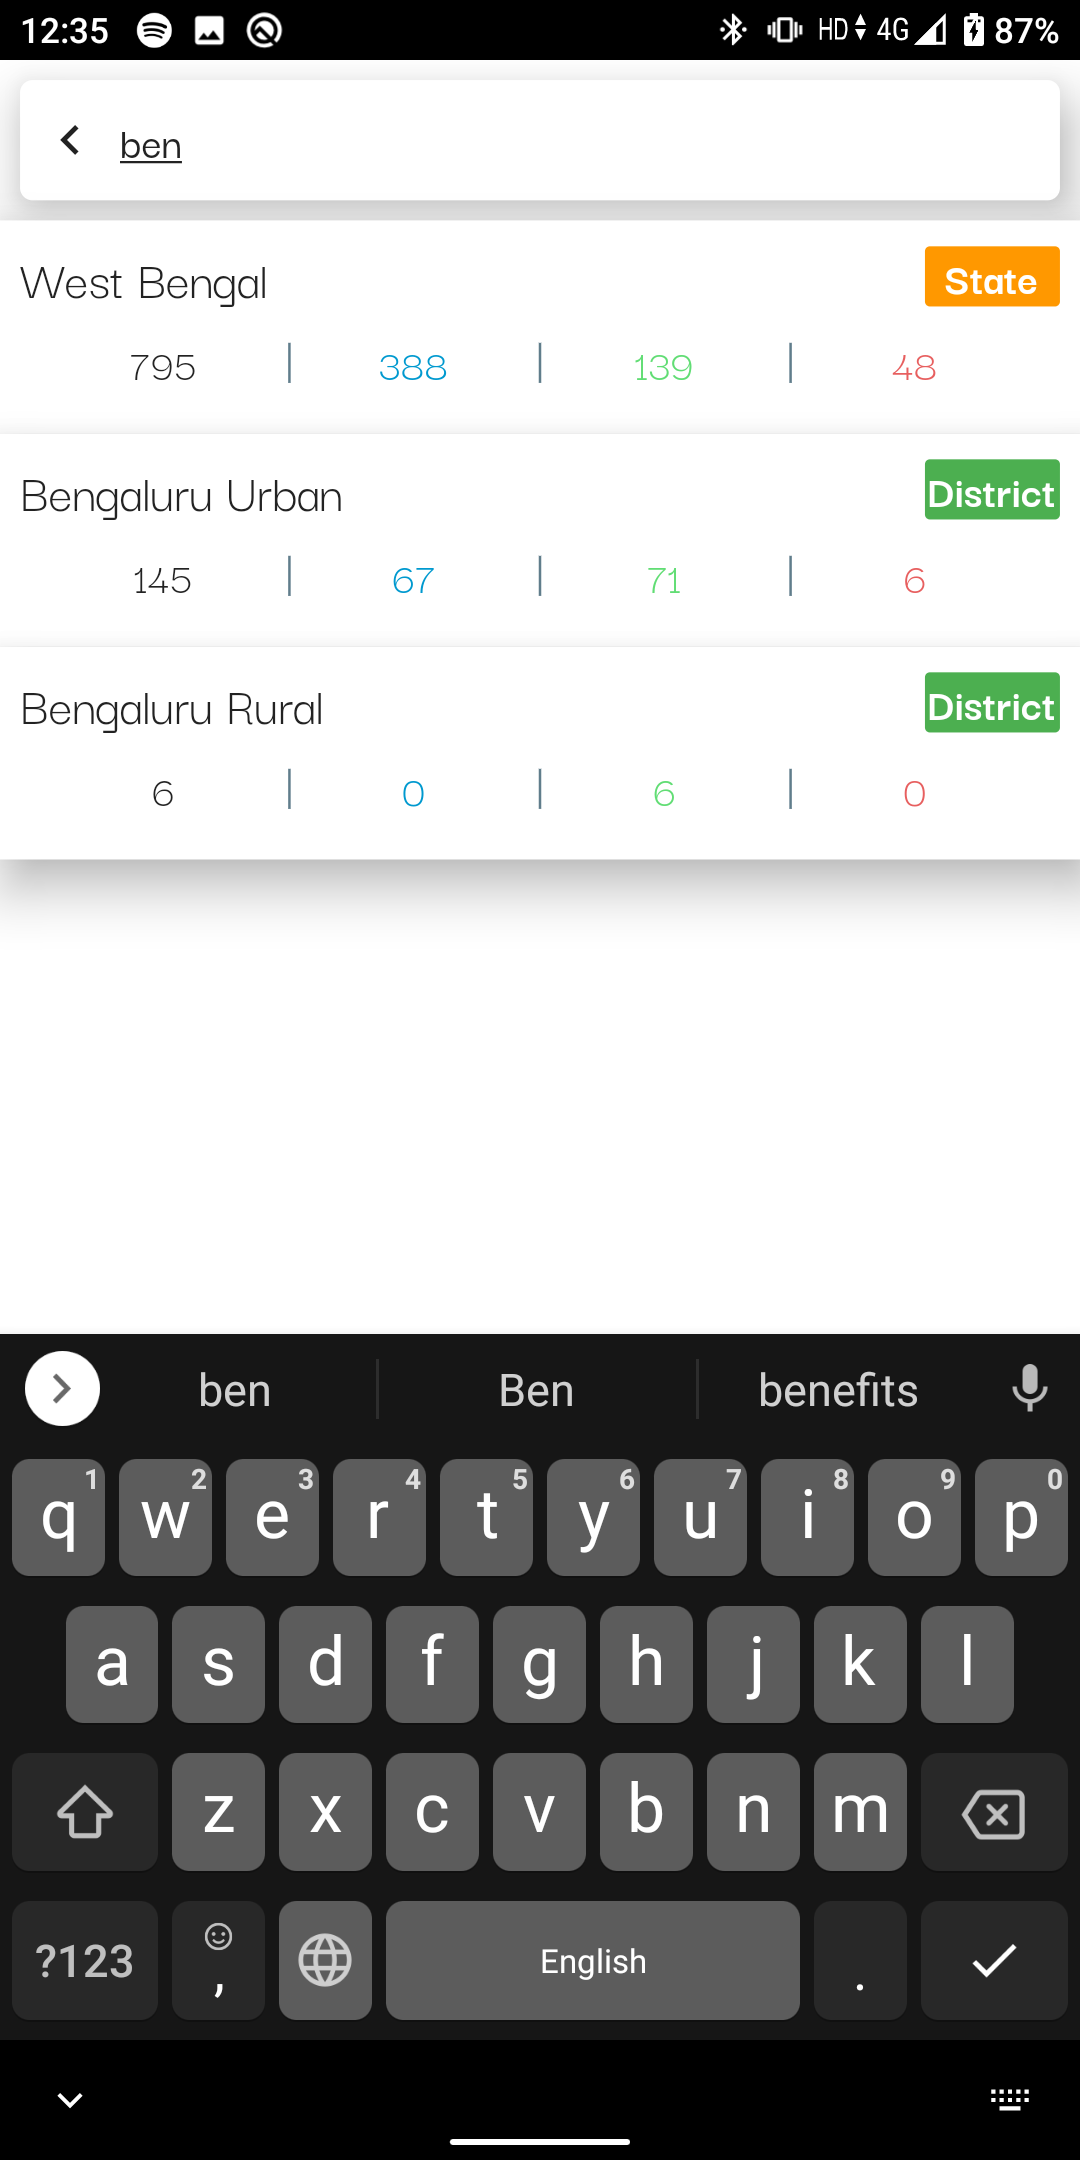 12:35 HD 4G 87%
ben
West Bengal State
795 | 388 | 139 | 48
Bengaluru Urban District
145 | 67 | 71 | 6
Bengaluru Rural District
6 | 0 | 6 | 0
ben Ben benefits
q1 w2 e3 r4 t5 y6 u7 i8 o9 p0
a s d f g h j k l
z x c v b n m
?123 , English .